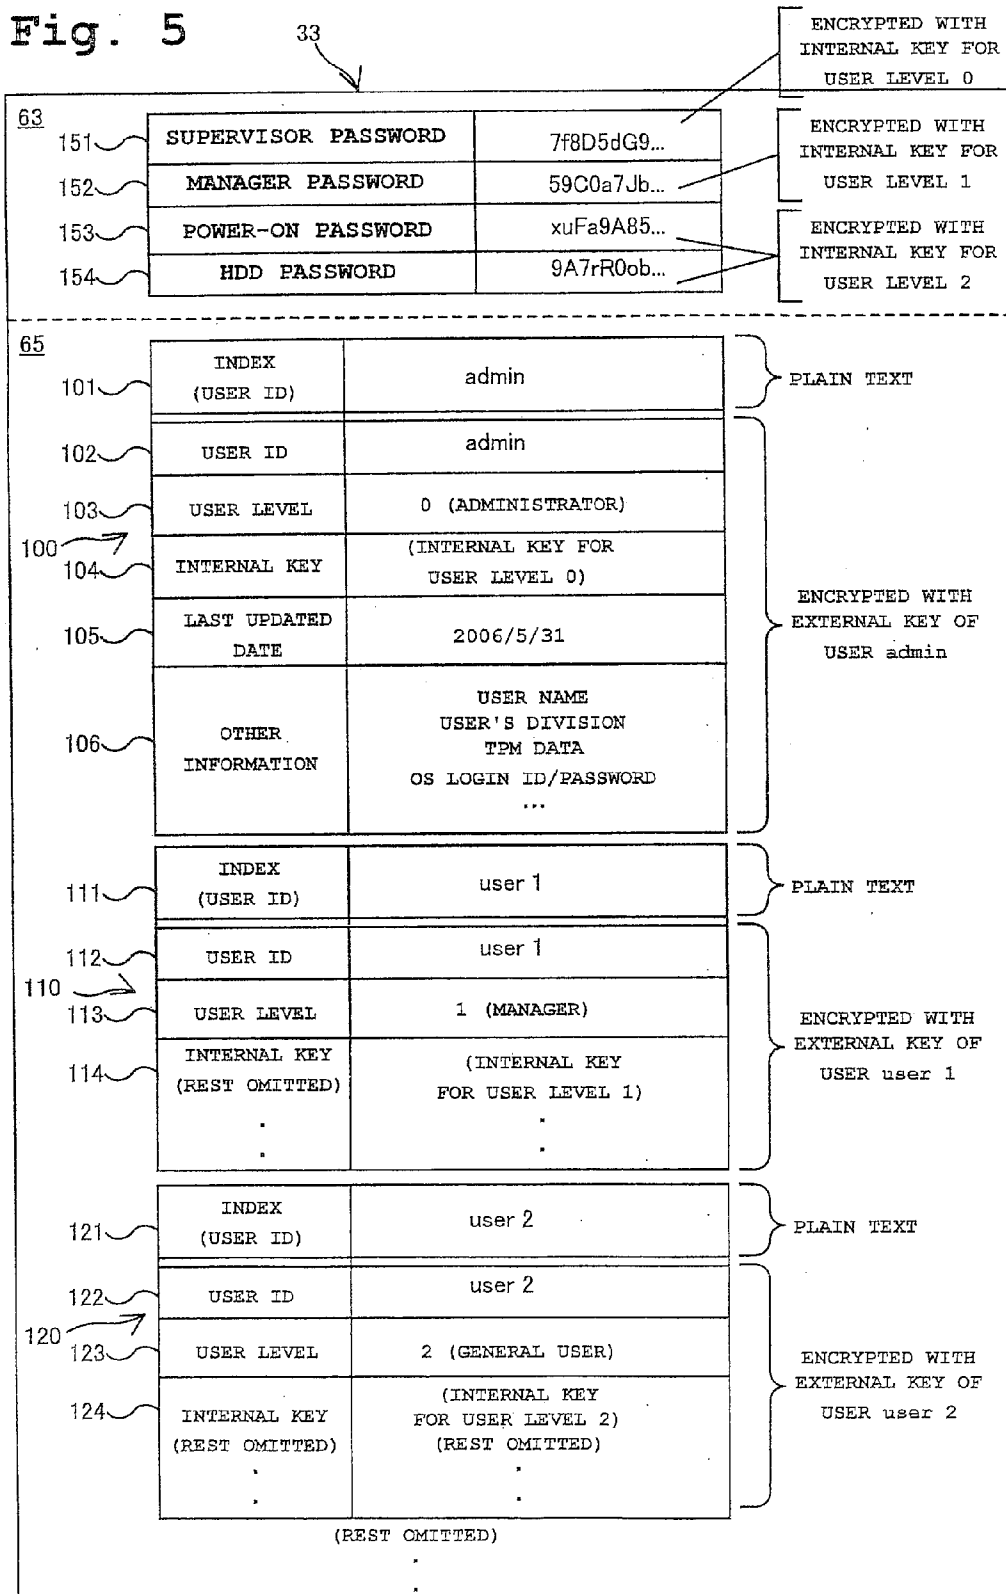 Fig. 5
33
ENCRYPTED WITH
INTERNAL KEY FOR
USER LEVEL 0
63
151
SUPERVISOR PASSWORD
7f8D5dG9...
ENCRYPTED WITH
INTERNAL KEY FOR
USER LEVEL 1
152
MANAGER PASSWORD
59C0a7Jb...
153
POWER-ON PASSWORD
xuFa9A85...
ENCRYPTED WITH
INTERNAL KEY FOR
USER LEVEL 2
154
HDD PASSWORD
9A7rR0ob...
65
101
INDEX
(USER ID)
admin
PLAIN TEXT
102
USER ID
admin
103
USER LEVEL
0 (ADMINISTRATOR)
100
104
INTERNAL KEY
(INTERNAL KEY FOR
USER LEVEL 0)
ENCRYPTED WITH
EXTERNAL KEY OF
USER admin
105
LAST UPDATED
DATE
2006/5/31
106
OTHER
INFORMATION
USER NAME
USER'S DIVISION
TPM DATA
OS LOGIN ID/PASSWORD
...
111
INDEX
(USER ID)
user 1
PLAIN TEXT
112
USER ID
user 1
110
113
USER LEVEL
1 (MANAGER)
ENCRYPTED WITH
EXTERNAL KEY OF
USER user 1
114
INTERNAL KEY
(REST OMITTED)
.
.
(INTERNAL KEY
FOR USER LEVEL 1)
.
.
121
INDEX
(USER ID)
user 2
PLAIN TEXT
122
USER ID
user 2
120
123
USER LEVEL
2 (GENERAL USER)
ENCRYPTED WITH
EXTERNAL KEY OF
USER user 2
124
INTERNAL KEY
(REST OMITTED)
.
.
(INTERNAL KEY
FOR USER LEVEL 2)
(REST OMITTED)
.
.
(REST OMITTED)
.
.